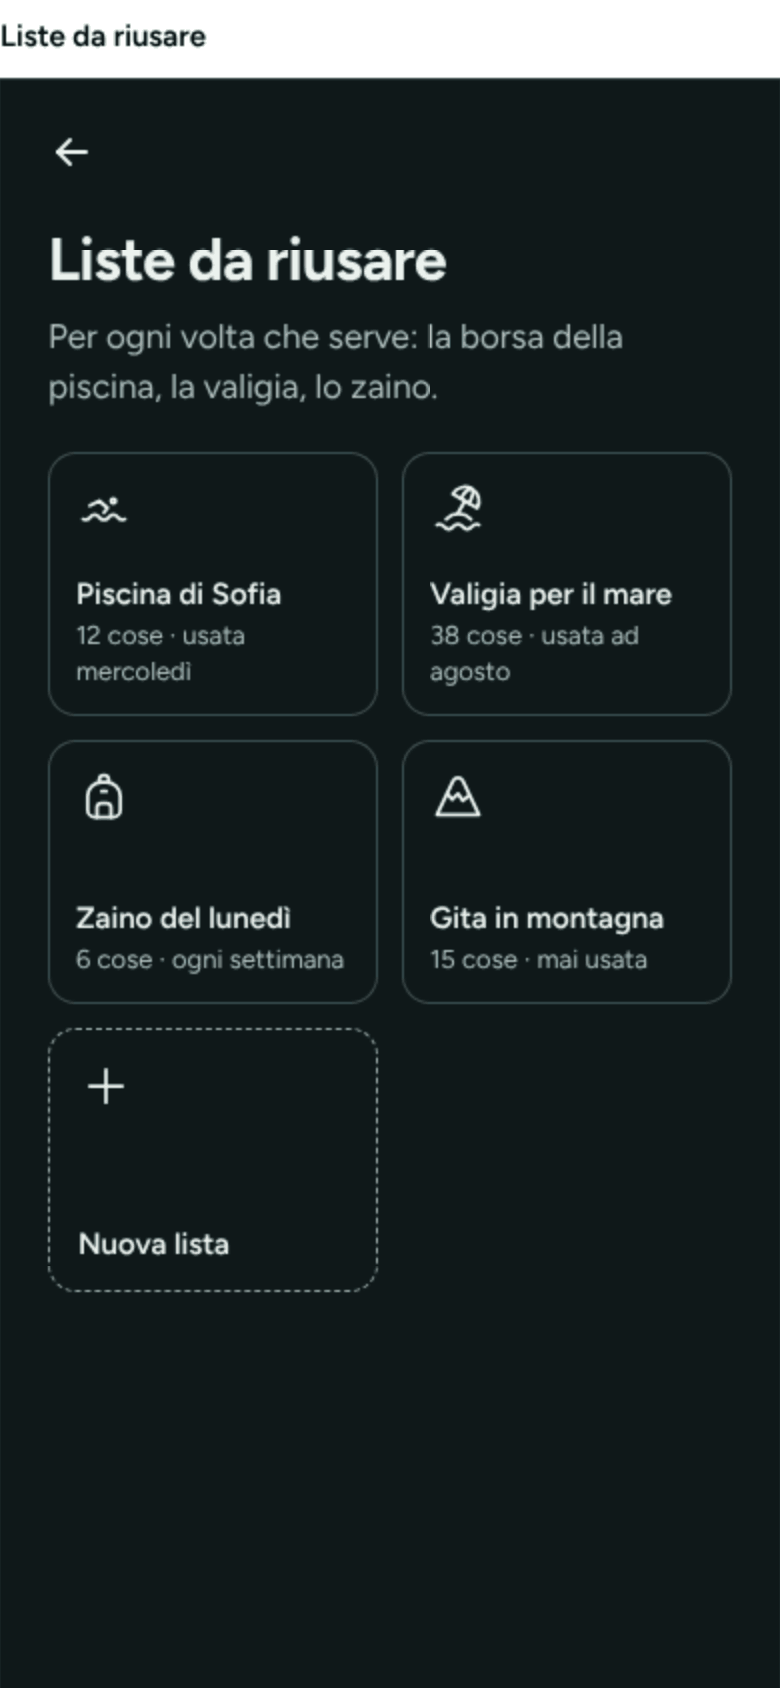 Liste da riusare
Liste da riusare
Per ogni volta che serve: la borsa della
piscina, la valigia, lo zaino.
Piscina di Sofia
12 cose · usata
mercoledì
Valigia per il mare
38 cose · usata ad
agosto
Zaino del lunedì
6 cose · ogni settimana
Gita in montagna
15 cose · mai usata
Nuova lista